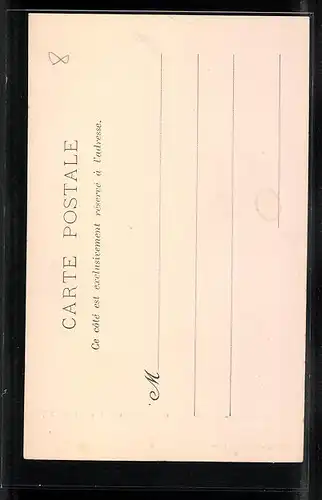 CARTE POSTALE
Ce côté est exclusivement réservé à l'adresse.
M
8